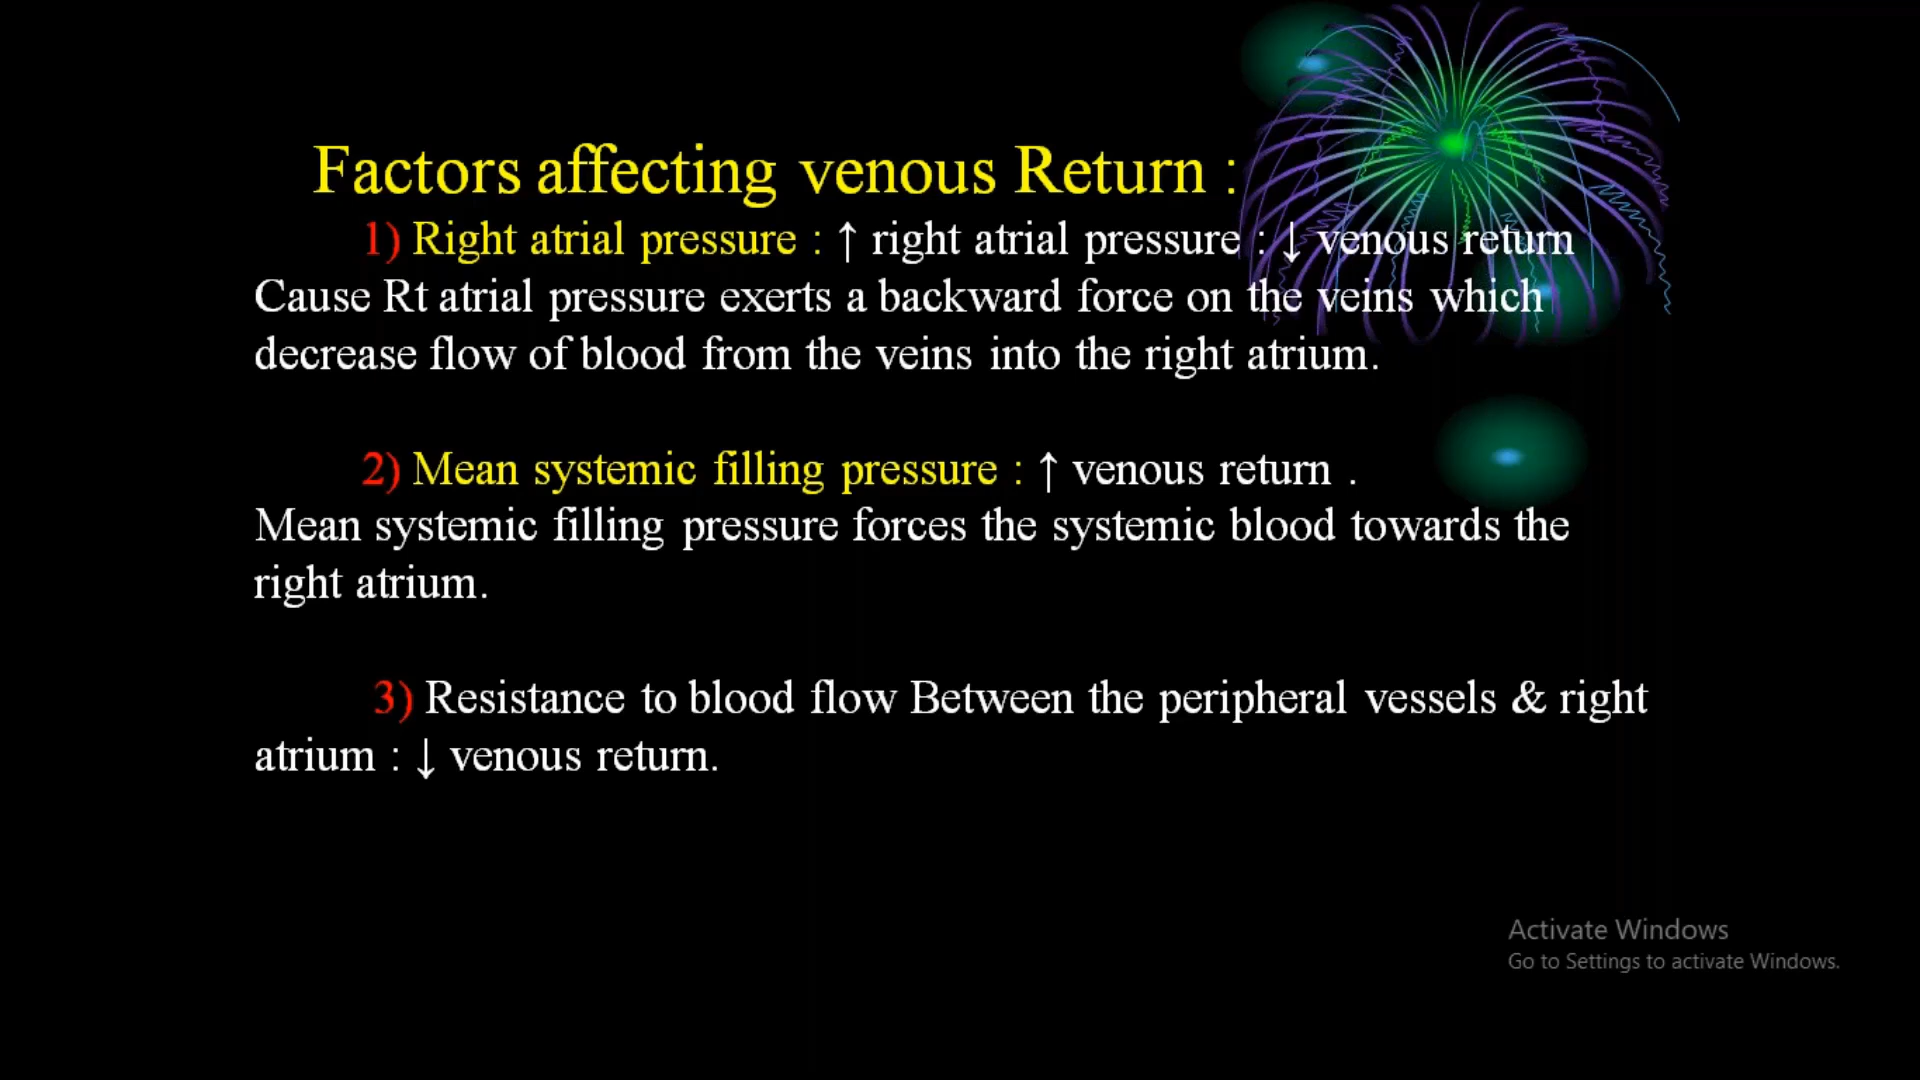 Factors affecting venous Return :
1) Right atrial pressure : ↑ right atrial pressure : ↓ venous return
Cause Rt atrial pressure exerts a backward force on the veins which
decrease flow of blood from the veins into the right atrium.
2) Mean systemic filling pressure : ↑ venous return .
Mean systemic filling pressure forces the systemic blood towards the
right atrium.
3) Resistance to blood flow Between the peripheral vessels & right
atrium : ↓ venous return.
Activate Windows
Go to Settings to activate Windows.